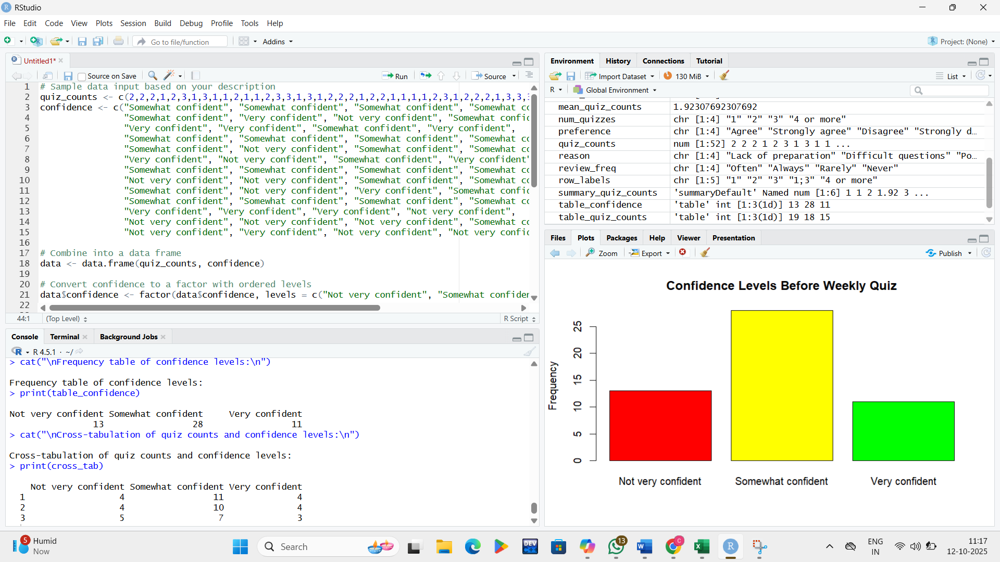 RStudio
File Edit Code View Plots Session Build Debug Profile Tools Help
Go to file/function Addins Project: (None)
Untitled1*
Source on Save Run Source
1 # Sample data input based on your description
2 quiz_counts <- c(2,2,2,1,2,3,1,3,1,1,2,1,1,2,3,3,1,3,1,2,2,2,1,2,2,1,1,1,1,2,3,1,2,2,2,1,3,3,
3 confidence <- c("Somewhat confident", "Somewhat confident", "Somewhat confident", "Somewhat cc
4 "Somewhat confident", "Very confident", "Not very confident", "Somewhat confic
5 "Very confident", "Very confident", "Somewhat confident", "Very confident",
6 "Somewhat confident", "Somewhat confident", "Somewhat confident", "Somewhat cc
7 "Somewhat confident", "Not very confident", "Somewhat confident", "Somewhat cc
8 "Very confident", "Not very confident", "Somewhat confident", "Very confident"
9 "Somewhat confident", "Somewhat confident", "Somewhat confident", "Somewhat cc
10 "Not very confident", "Not very confident", "Somewhat confident", "Somewhat cc
11 "Somewhat confident", "Not very confident", "Very confident", "Somewhat confic
12 "Somewhat confident", "Somewhat confident", "Somewhat confident", "Somewhat cc
13 "Very confident", "Very confident", "Very confident", "Not very confident",
14 "Not very confident", "Not very confident", "Not very confident", "Somewhat cc
15 "Not very confident", "Very confident", "Not very confident", "Not very confic
16
17 # Combine into a data frame
18 data <- data.frame(quiz_counts, confidence)
19
20 # Convert confidence to a factor with ordered levels
21 data$confidence <- factor(data$confidence, levels = c("Not very confident", "Somewhat confider
22
44:1 (Top Level) R Script
Console Terminal Background Jobs
R 4.5.1 · ~/
> cat("\nFrequency table of confidence levels:\n")
Frequency table of confidence levels:
> print(table_confidence)
Not very confident Somewhat confident Very confident
13 28 11
> cat("\nCross-tabulation of quiz counts and confidence levels:\n")
Cross-tabulation of quiz counts and confidence levels:
> print(cross_tab)
Not very confident Somewhat confident Very confident
1 4 11 4
2 4 10 4
3 5 7 3
Environment History Connections Tutorial
Import Dataset 130 MiB List
R Global Environment
mean_quiz_counts 1.92307692307692
num_quizzes chr [1:4] "1" "2" "3" "4 or more"
preference chr [1:4] "Agree" "Strongly agree" "Disagree" "Strongly d…
quiz_counts num [1:52] 2 2 2 1 2 3 1 3 1 1 ...
reason chr [1:4] "Lack of preparation" "Difficult questions" "Po…
review_freq chr [1:4] "Often" "Always" "Rarely" "Never"
row_labels chr [1:5] "1" "2" "3" "1;3" "4 or more"
summary_quiz_counts 'summaryDefault' Named num [1:6] 1 1 2 1.92 3 ...
table_confidence 'table' int [1:3(1d)] 13 28 11
table_quiz_counts 'table' int [1:3(1d)] 19 18 15
Files Plots Packages Help Viewer Presentation
Zoom Export Publish
Confidence Levels Before Weekly Quiz
Frequency
25
20
15
10
5
0
Not very confident Somewhat confident Very confident
5 Humid
Now
Search
DEV C++
13
W
C
X
R
ENG
IN
11:17
12-10-2025